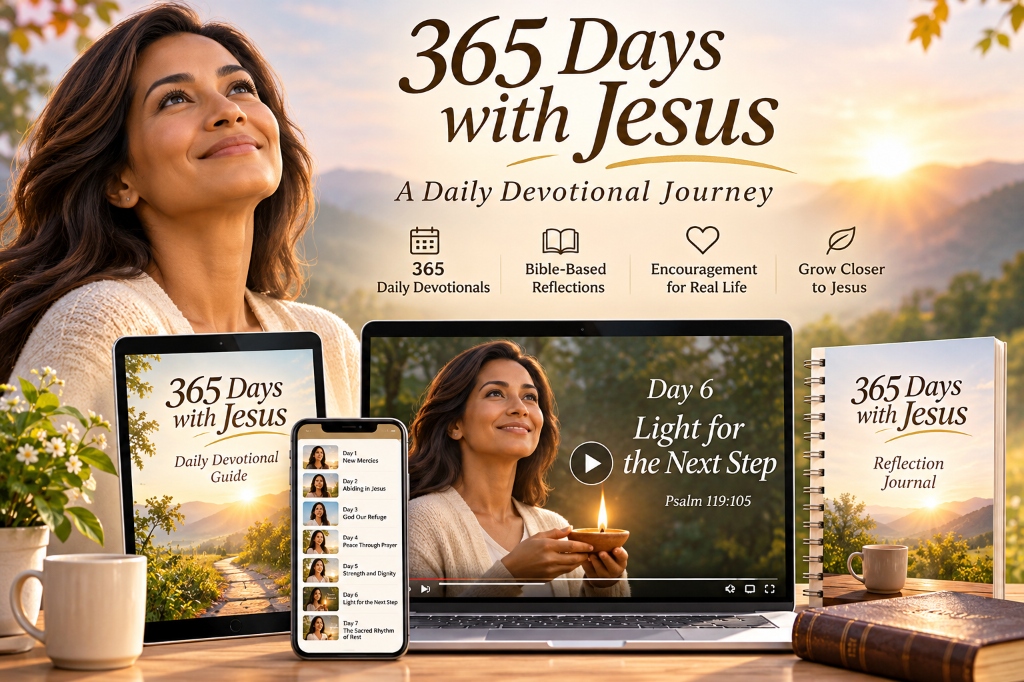 365 Days
with Jesus
A Daily Devotional Journey
365
Daily Devotionals
Bible-Based
Reflections
Encouragement
for Real Life
Grow Closer
to Jesus
365 Days
with Jesus
Daily Devotional
Guide
Day 1
New Mercies
Day 2
Abiding in Jesus
Day 3
God Our Refuge
Day 4
Peace Through Prayer
Day 5
Strength and Dignity
Day 6
Light for the Next Step
Day 7
The Sacred Rhythm
of Rest
Day 6
Light for
the Next Step
Psalm 119:105
365 Days
with Jesus
Reflection
Journal